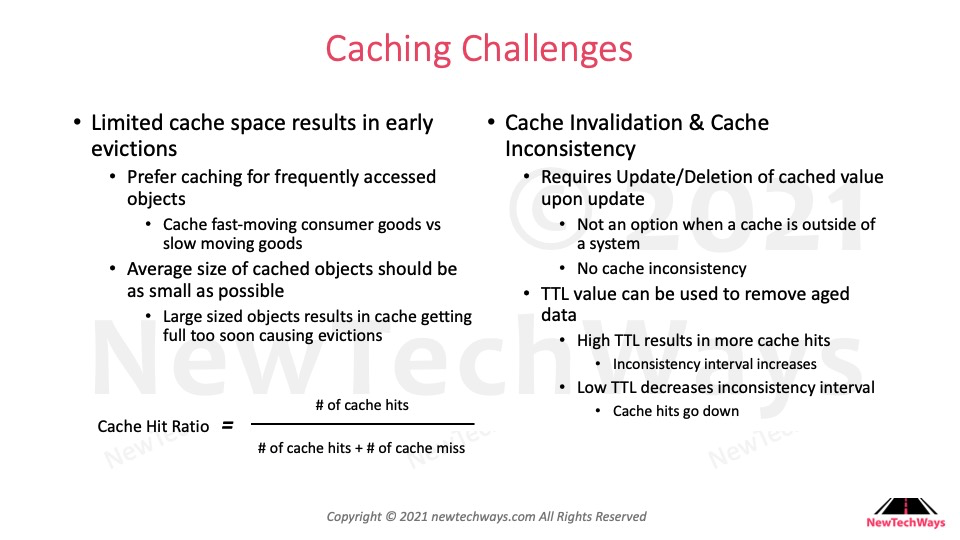 Caching Challenges
• Limited cache space results in early
evictions
• Prefer caching for frequently accessed
objects
• Cache fast-moving consumer goods vs
slow moving goods
• Average size of cached objects should be
as small as possible
• Large sized objects results in cache getting
full too soon causing evictions
Cache Hit Ratio =
# of cache hits
# of cache hits + # of cache miss
• Cache Invalidation & Cache
Inconsistency
• Requires Update/Deletion of cached value
upon update
• Not an option when a cache is outside of
a system
• No cache inconsistency
• TTL value can be used to remove aged
data
• High TTL results in more cache hits
• Inconsistency interval increases
• Low TTL decreases inconsistency interval
• Cache hits go down
© 2021
NewTechWays
NewTe
NewTec
NewTec
Copyright © 2021 newtechways.com All Rights Reserved
NewTechWays